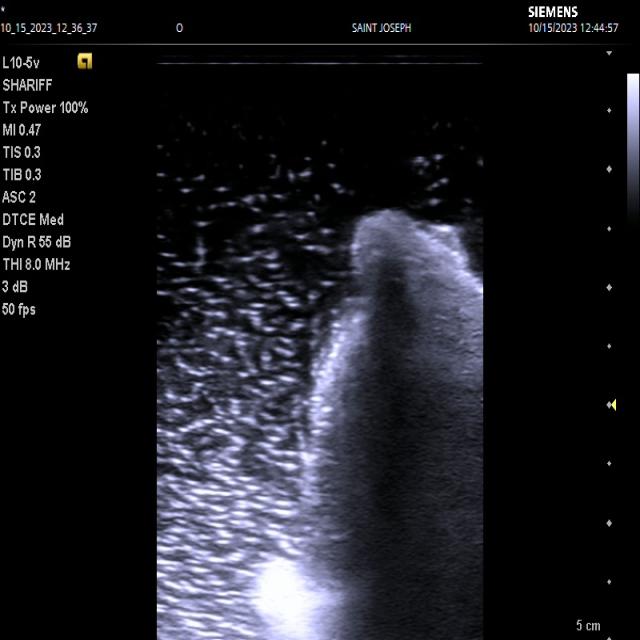 *
SIEMENS
10_15_2023_12_36_37 O SAINT JOSEPH 10/15/2023 12:44:57
L10-5v
SHARIFF
Tx Power 100%
MI 0.47
TIS 0.3
TIB 0.3
ASC 2
DTCE Med
Dyn R 55 dB
THI 8.0 MHz
3 dB
50 fps
5 cm